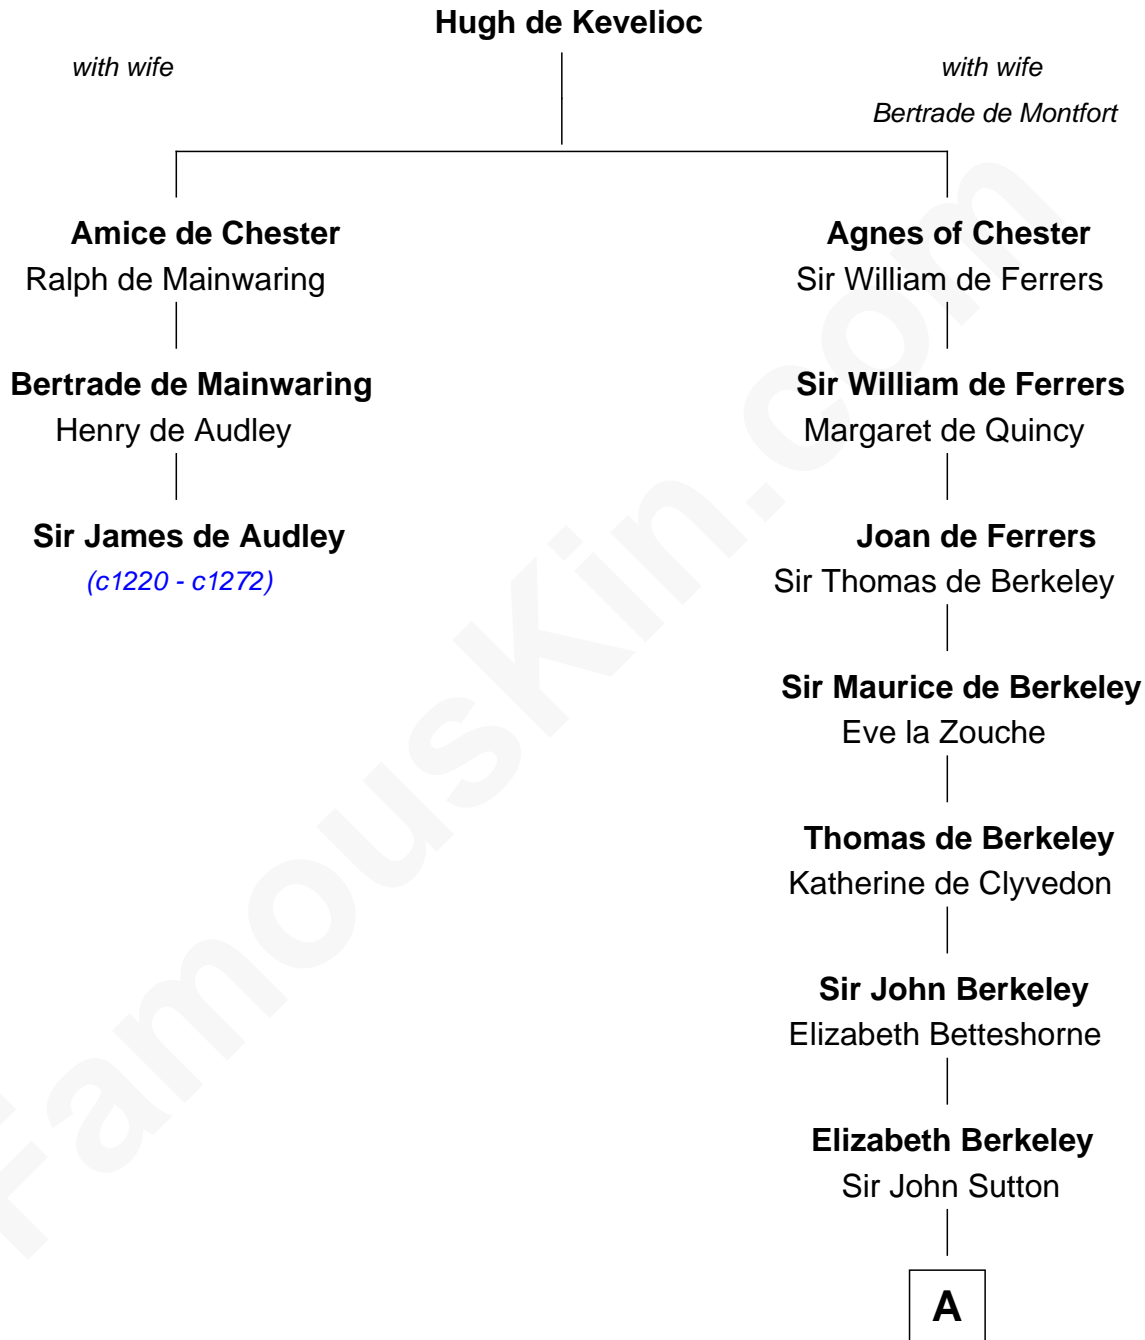 Hugh de Kevelioc
with wife
with wife
Bertrade de Montfort
Amice de Chester
Ralph de Mainwaring
Agnes of Chester
Sir William de Ferrers
Bertrade de Mainwaring
Henry de Audley
Sir William de Ferrers
Margaret de Quincy
Sir James de Audley
(c1220 - c1272)
Joan de Ferrers
Sir Thomas de Berkeley
Sir Maurice de Berkeley
Eve la Zouche
Thomas de Berkeley
Katherine de Clyvedon
Sir John Berkeley
Elizabeth Betteshorne
Elizabeth Berkeley
Sir John Sutton
A
FamousKin.com